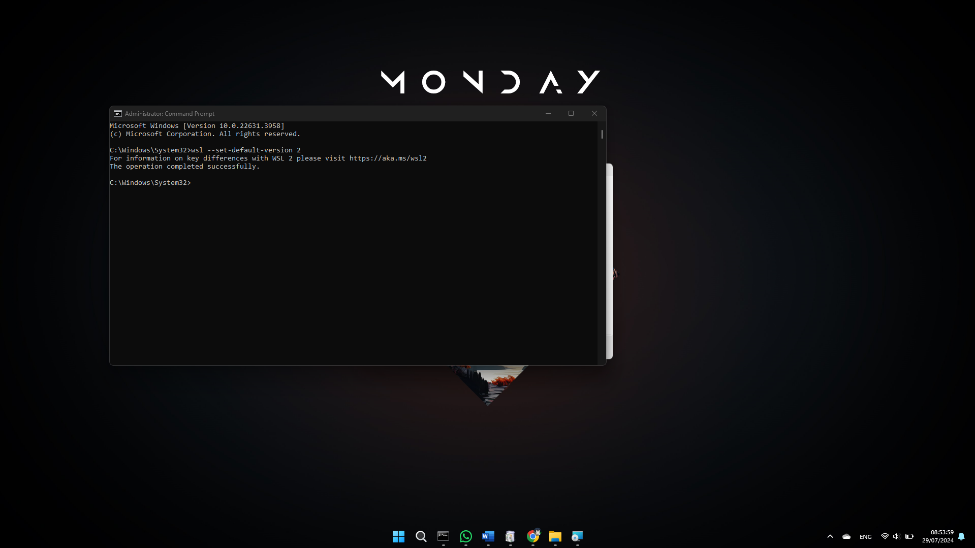 MONDAY
Administrator: Command Prompt
Microsoft Windows [Version 10.0.22631.3958]
(c) Microsoft Corporation. All rights reserved.
C:\Windows\System32>wsl --set-default-version 2
For information on key differences with WSL 2 please visit https://aka.ms/wsl2
The operation completed successfully.
C:\Windows\System32>
ENG
08:53:59
29/07/2024